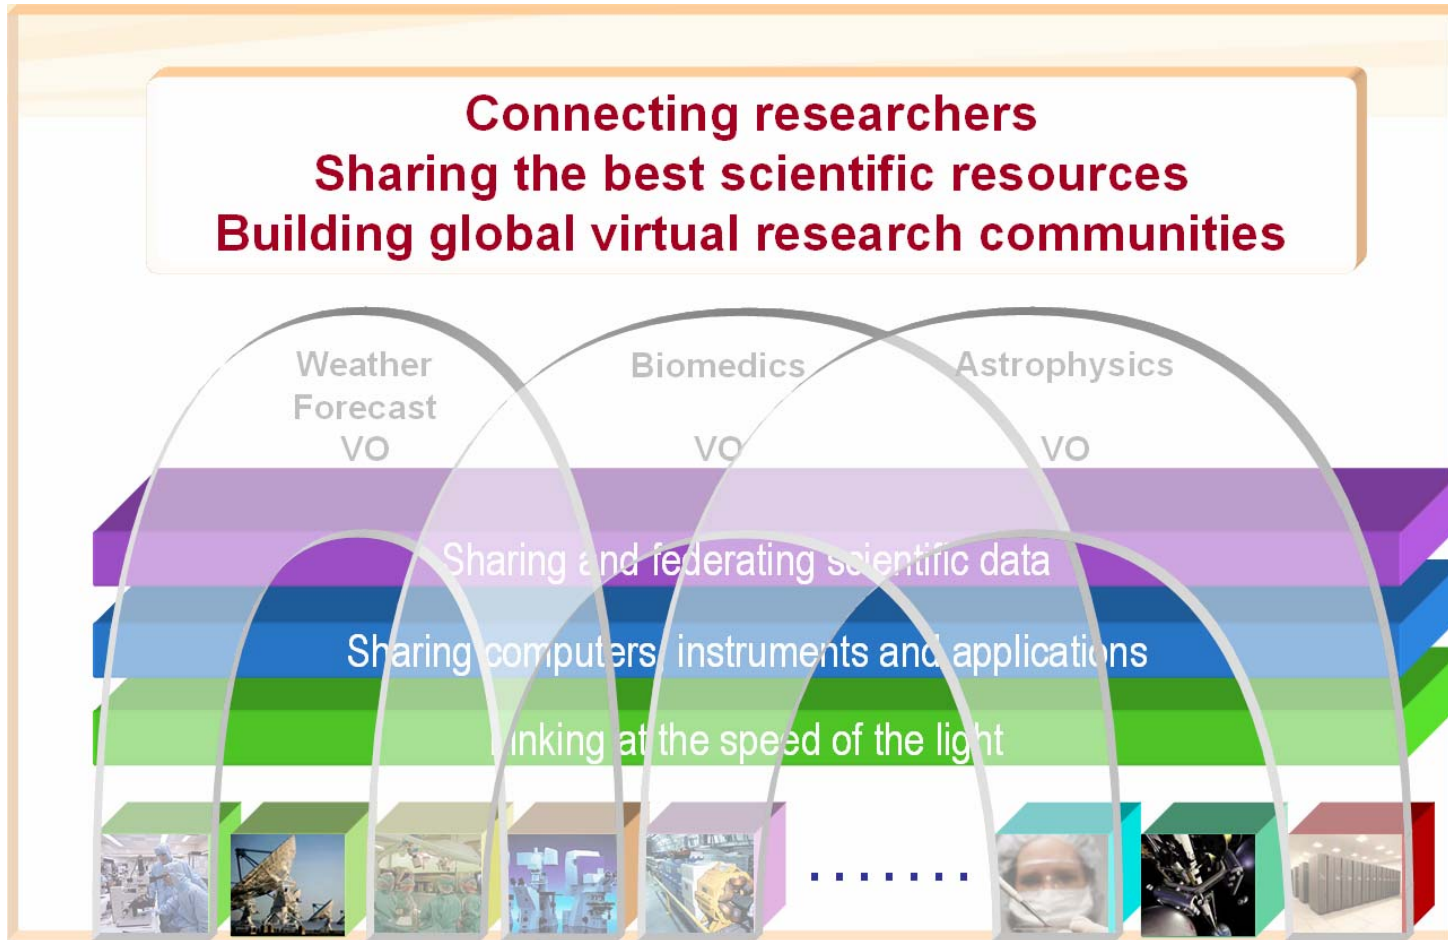 Connecting researchers
Sharing the best scientific resources
Building global virtual research communities
Weather
Forecast
VO
Biomedics
VO
Astrophysics
VO
Sharing and federating scientific data
Sharing computers, instruments and applications
Linking at the speed of the light